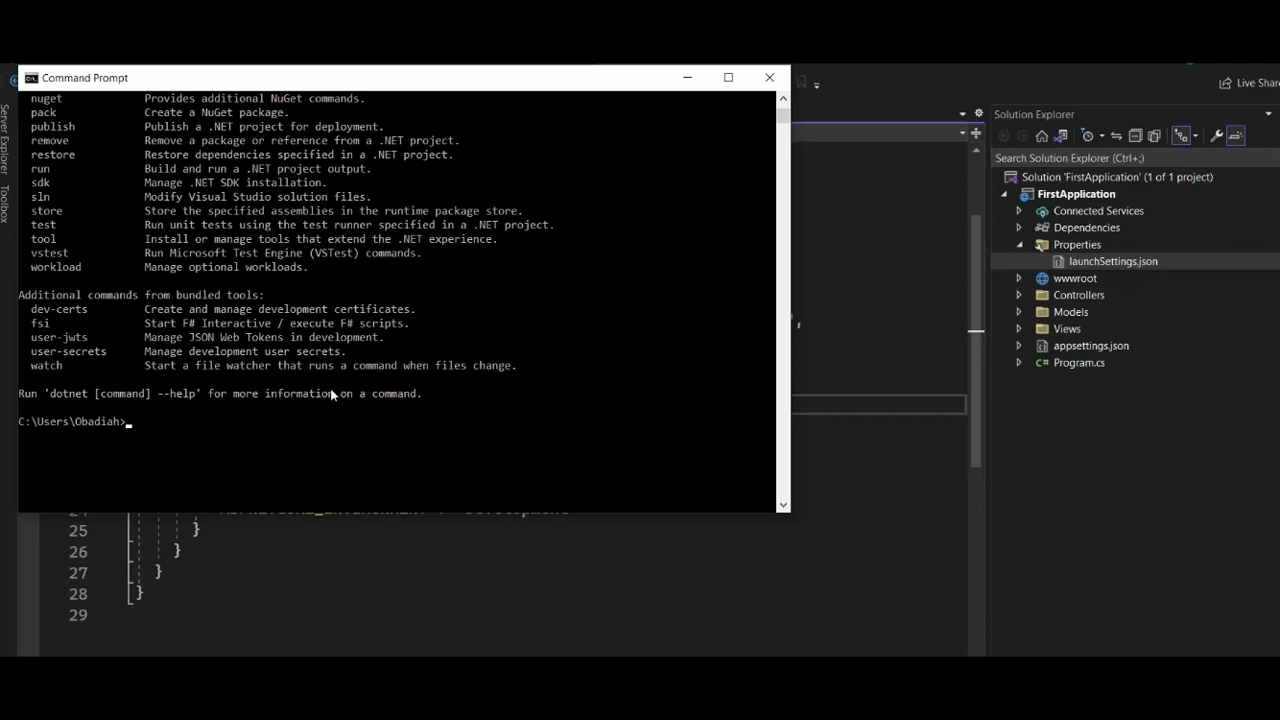 Command Prompt
nuget Provides additional NuGet commands.
pack Create a NuGet package.
publish Publish a .NET project for deployment.
remove Remove a package or reference from a .NET project.
restore Restore dependencies specified in a .NET project.
run Build and run a .NET project output.
sdk Manage .NET SDK installation.
sln Modify Visual Studio solution files.
store Store the specified assemblies in the runtime package store.
test Run unit tests using the test runner specified in a .NET project.
tool Install or manage tools that extend the .NET experience.
vstest Run Microsoft Test Engine (VSTest) commands.
workload Manage optional workloads.
Additional commands from bundled tools:
dev-certs Create and manage development certificates.
fsi Start F# Interactive / execute F# scripts.
user-jwts Manage JSON Web Tokens in development.
user-secrets Manage development user secrets.
watch Start a file watcher that runs a command when files change.
Run 'dotnet [command] --help' for more information on a command.
C:\Users\Obadiah>
Server Explorer
Toolbox
25 }
26 }
27 }
28 }
29
Live Share
Solution Explorer
Search Solution Explorer (Ctrl+;)
Solution 'FirstApplication' (1 of 1 project)
FirstApplication
Connected Services
Dependencies
Properties
launchSettings.json
wwwroot
Controllers
Models
Views
appsettings.json
Program.cs